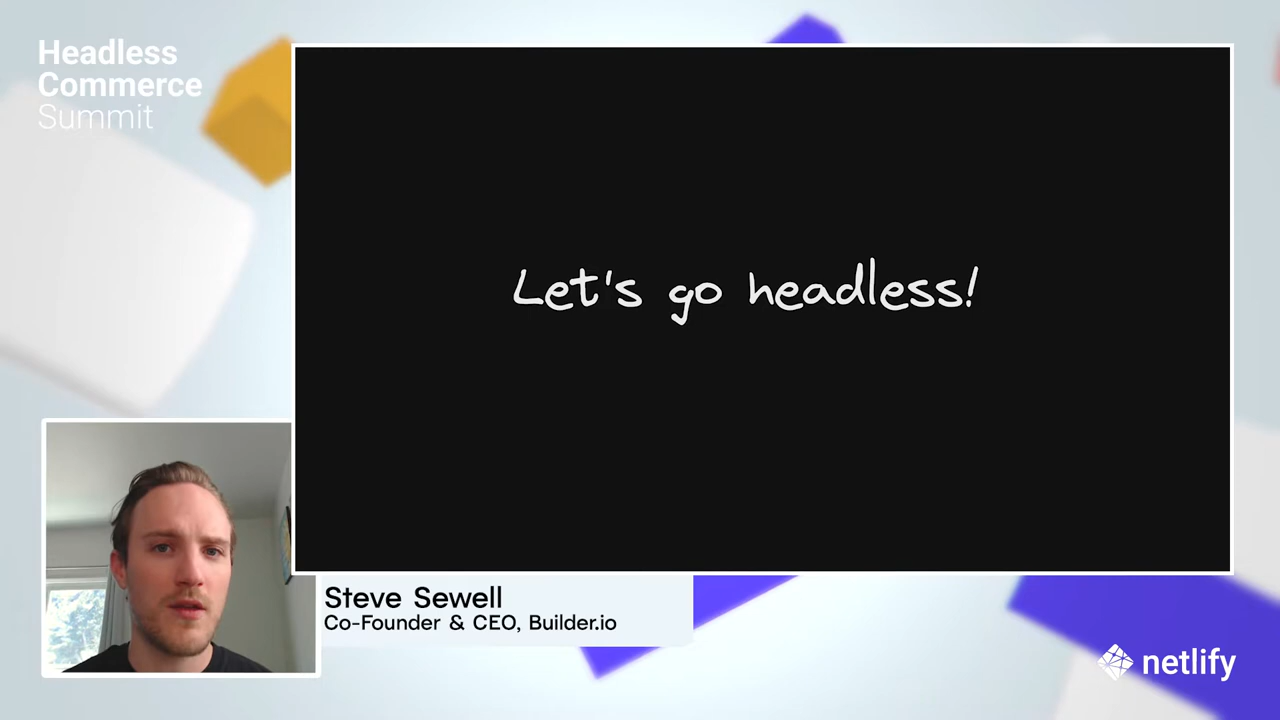 Headless
Commerce
Summit
Let's go headless!
Steve Sewell
Co-Founder & CEO, Builder.io
netlify